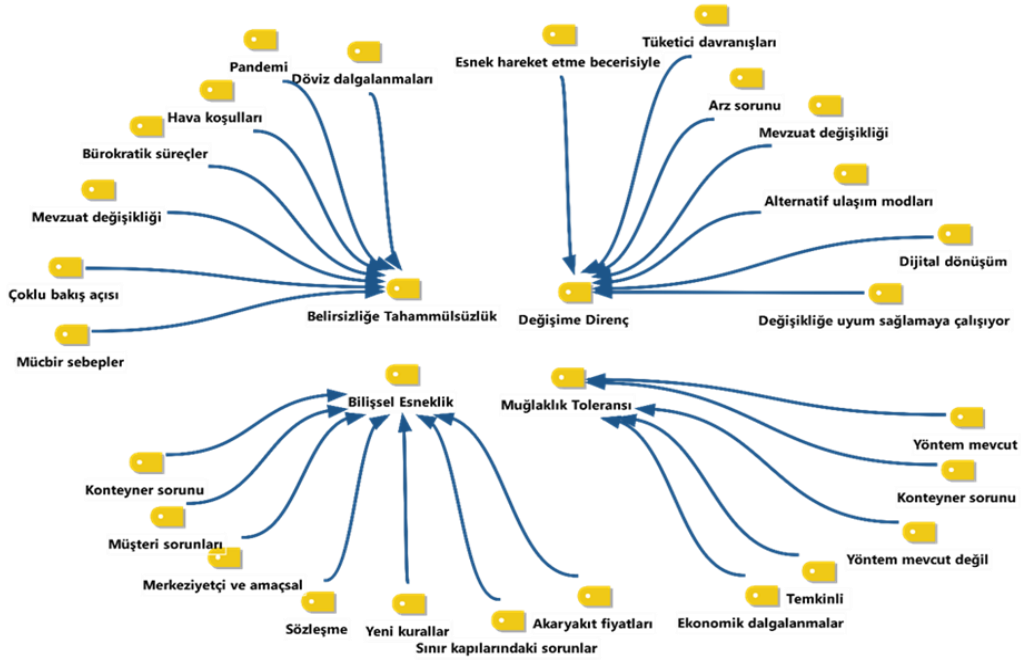 Pandemi
Döviz dalgalanmaları
Hava koşulları
Bürokratik süreçler
Mevzuat değişikliği
Çoklu bakış açısı
Mücbir sebepler
Belirsizliğe Tahammülsüzlük
Esnek hareket etme becerisiyle
Tüketici davranışları
Arz sorunu
Mevzuat değişikliği
Alternatif ulaşım modları
Dijital dönüşüm
Değişikliğe uyum sağlamaya çalışıyor
Değişime Direnç
Bilişsel Esneklik
Konteyner sorunu
Müşteri sorunları
Merkeziyetçi ve amaçsal
Sözleşme
Yeni kurallar
Sınır kapılarındaki sorunlar
Akaryakıt fiyatları
Muğlaklık Toleransı
Yöntem mevcut
Konteyner sorunu
Yöntem mevcut değil
Temkinli
Ekonomik dalgalanmalar